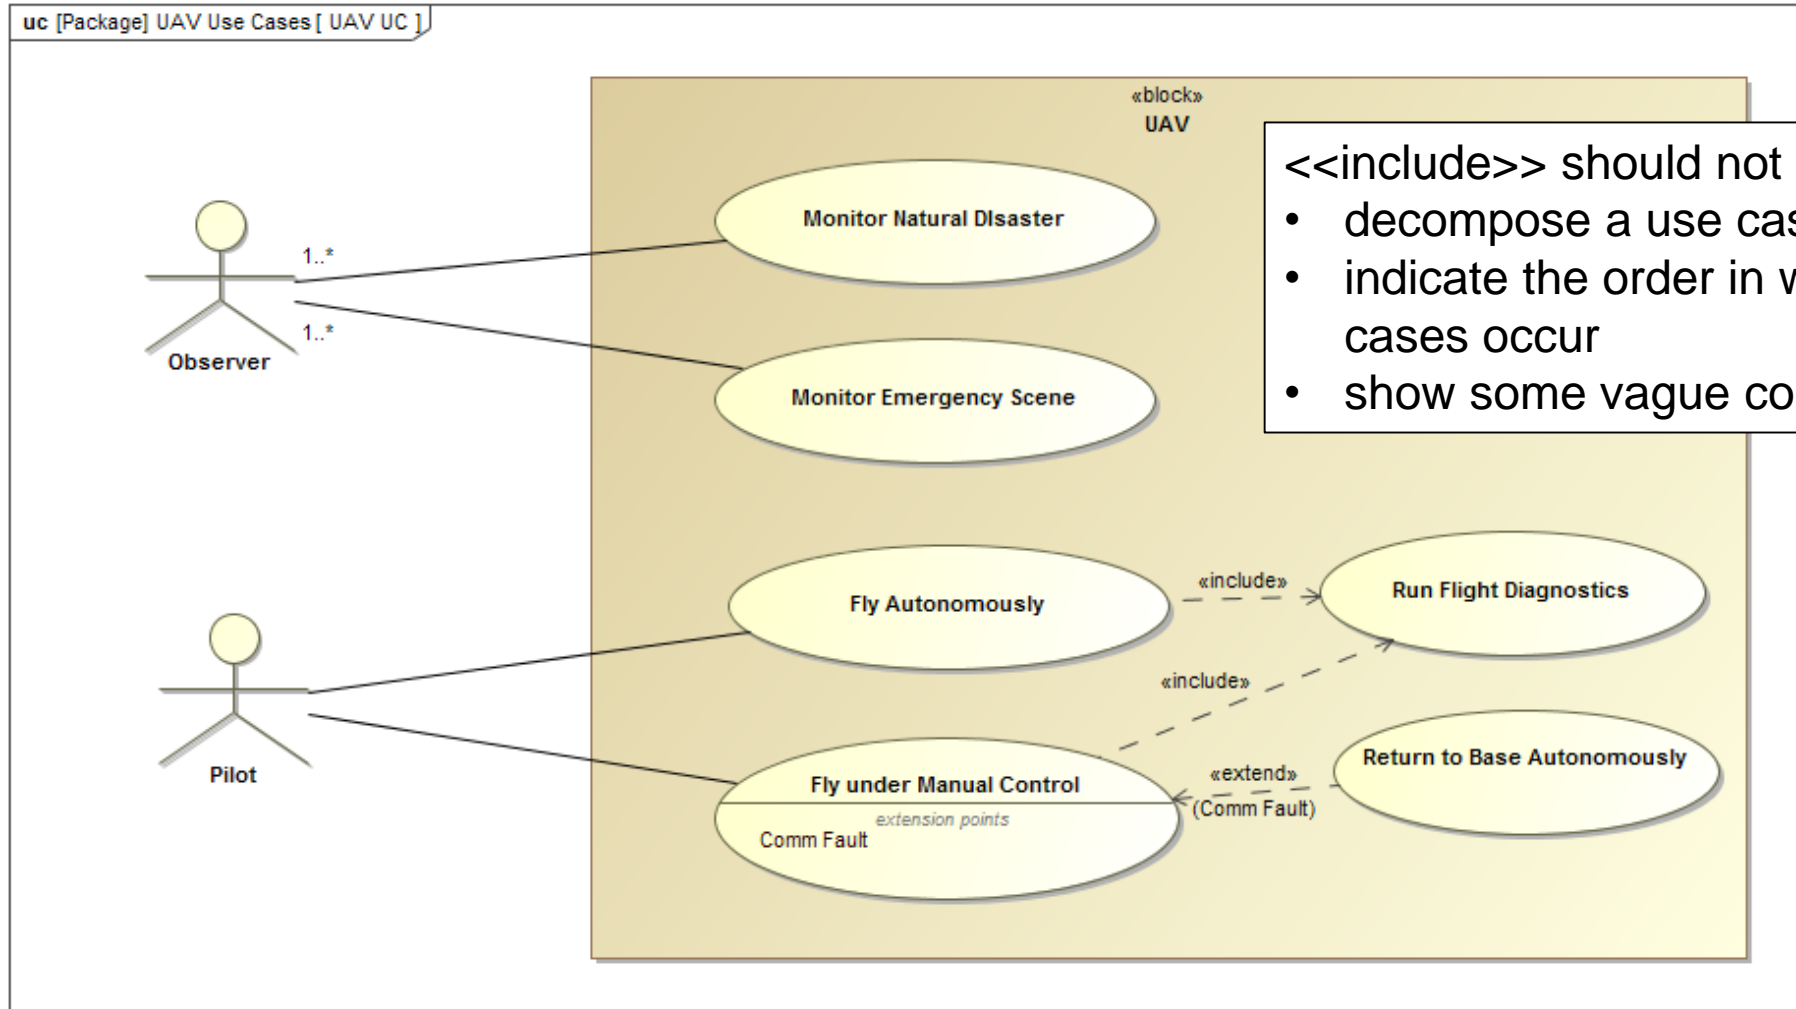 uc [Package] UAV Use Cases [ UAV UC ]
«block»
UAV
<<include>> should not
• decompose a use
• indicate the order in
cases occur
• show some vague
Monitor Natural DIsaster
1..*
1..*
Observer
Monitor Emergency Scene
Fly Autonomously
«include»
Run Flight Diagnostics
«include»
Pilot
Fly under Manual Control
extension points
Comm Fault
«extend»
(Comm Fault)
Return to Base Autonomously